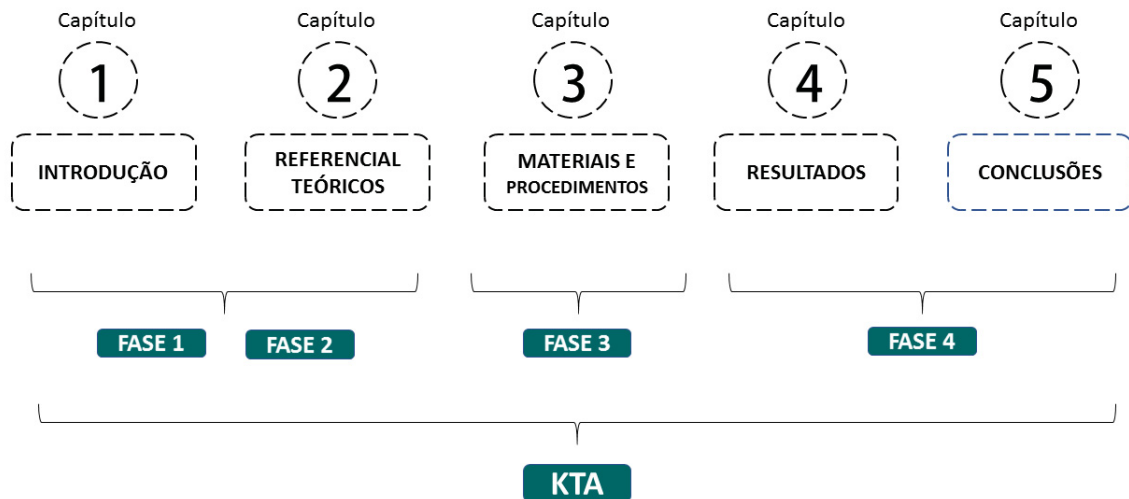 Capítulo
Capítulo
Capítulo
Capítulo
Capítulo
1
2
3
4
5
INTRODUÇÃO
REFERENCIAL
TEÓRICOS
MATERIAIS E
PROCEDIMENTOS
RESULTADOS
CONCLUSÕES
FASE 1
FASE 2
FASE 3
FASE 4
KTA